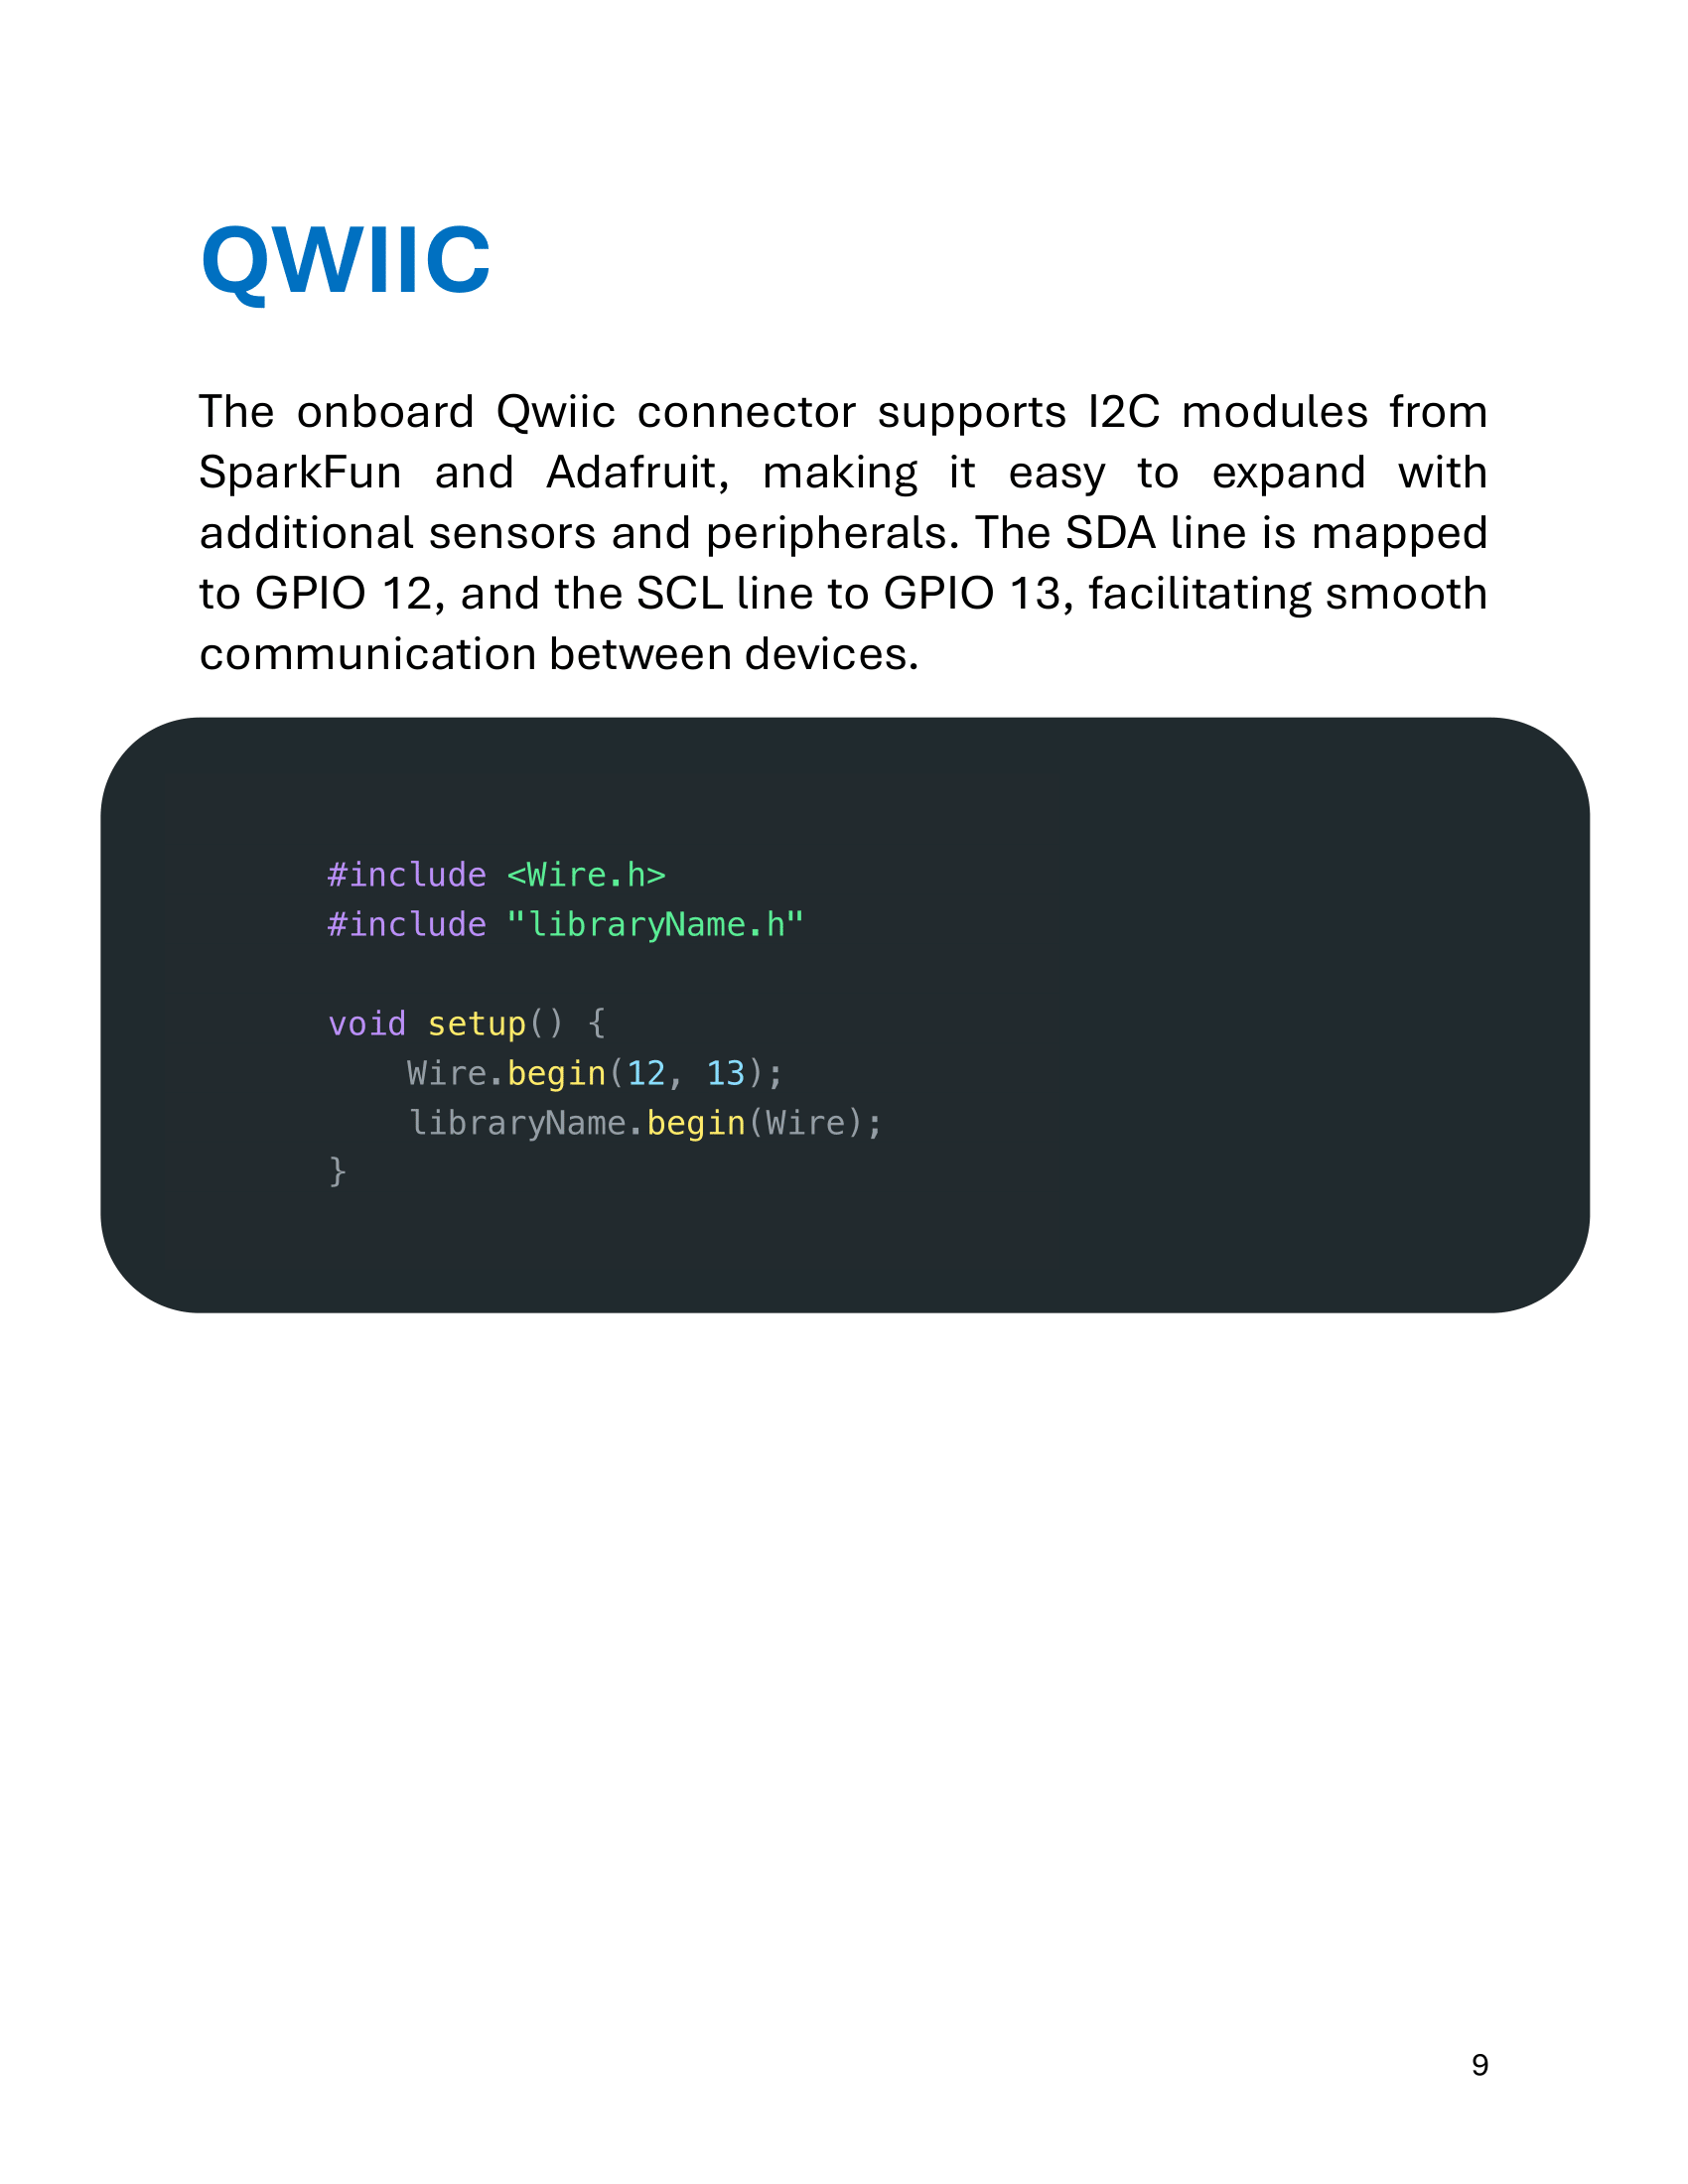 QWIIC
The onboard Qwiic connector supports I2C modules from
SparkFun and Adafruit, making it easy to expand with
additional sensors and peripherals. The SDA line is mapped
to GPIO 12, and the SCL line to GPIO 13, facilitating smooth
communication between devices.
#include <Wire.h>
#include "libraryName.h"
void setup() {
    Wire.begin(12, 13);
    libraryName.begin(Wire);
}
9